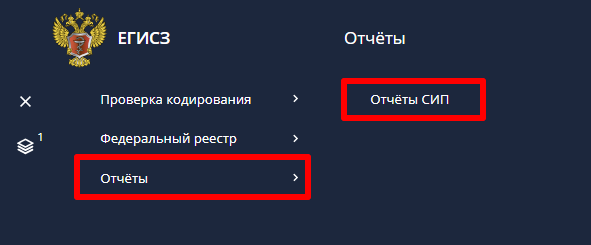 ЕГИСЗ
Отчёты
Проверка кодирования
Отчёты СИП
1
Федеральный реестр
Отчёты